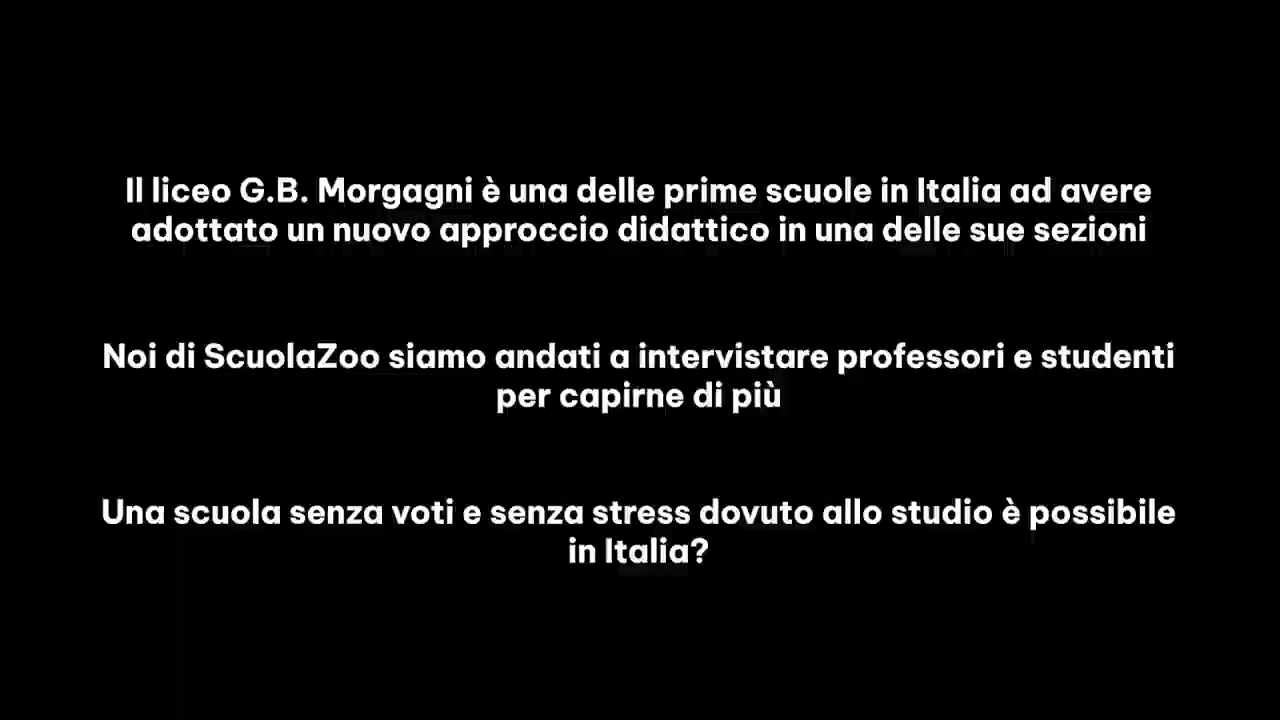 Il liceo G.B. Morgagni è una delle prime scuole in Italia ad avere
adottato un nuovo approccio didattico in una delle sue sezioni
Noi di ScuolaZoo siamo andati a intervistare professori e studenti
per capirne di più
Una scuola senza voti e senza stress dovuto allo studio è possibile
in Italia?